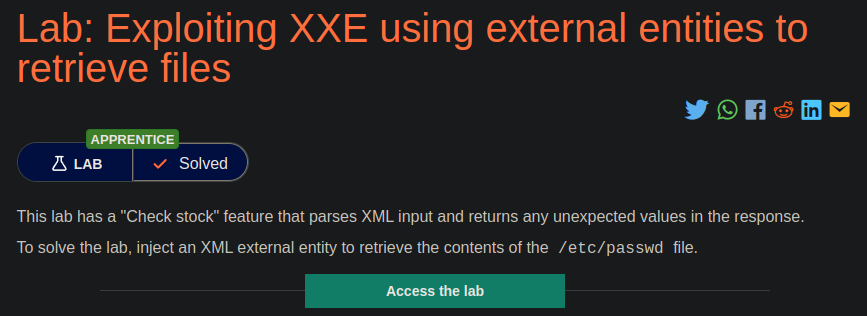 Lab: Exploiting XXE using external entities to
retrieve files
APPRENTICE
LAB
Solved
This lab has a "Check stock" feature that parses XML input and returns any unexpected values in the response.
To solve the lab, inject an XML external entity to retrieve the contents of the /etc/passwd file.
Access the lab